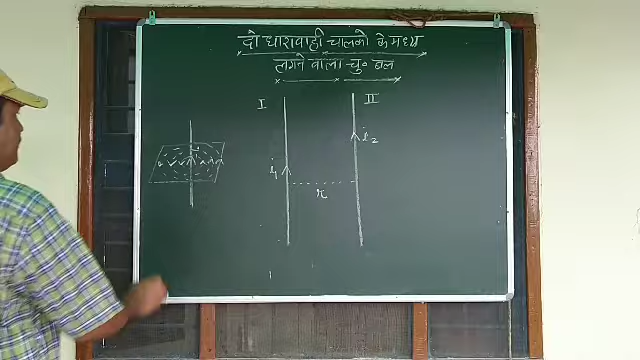 दो धारावाही चालको के मध्य
लगने वाला चु० बल
I II
i₂
i₁
r